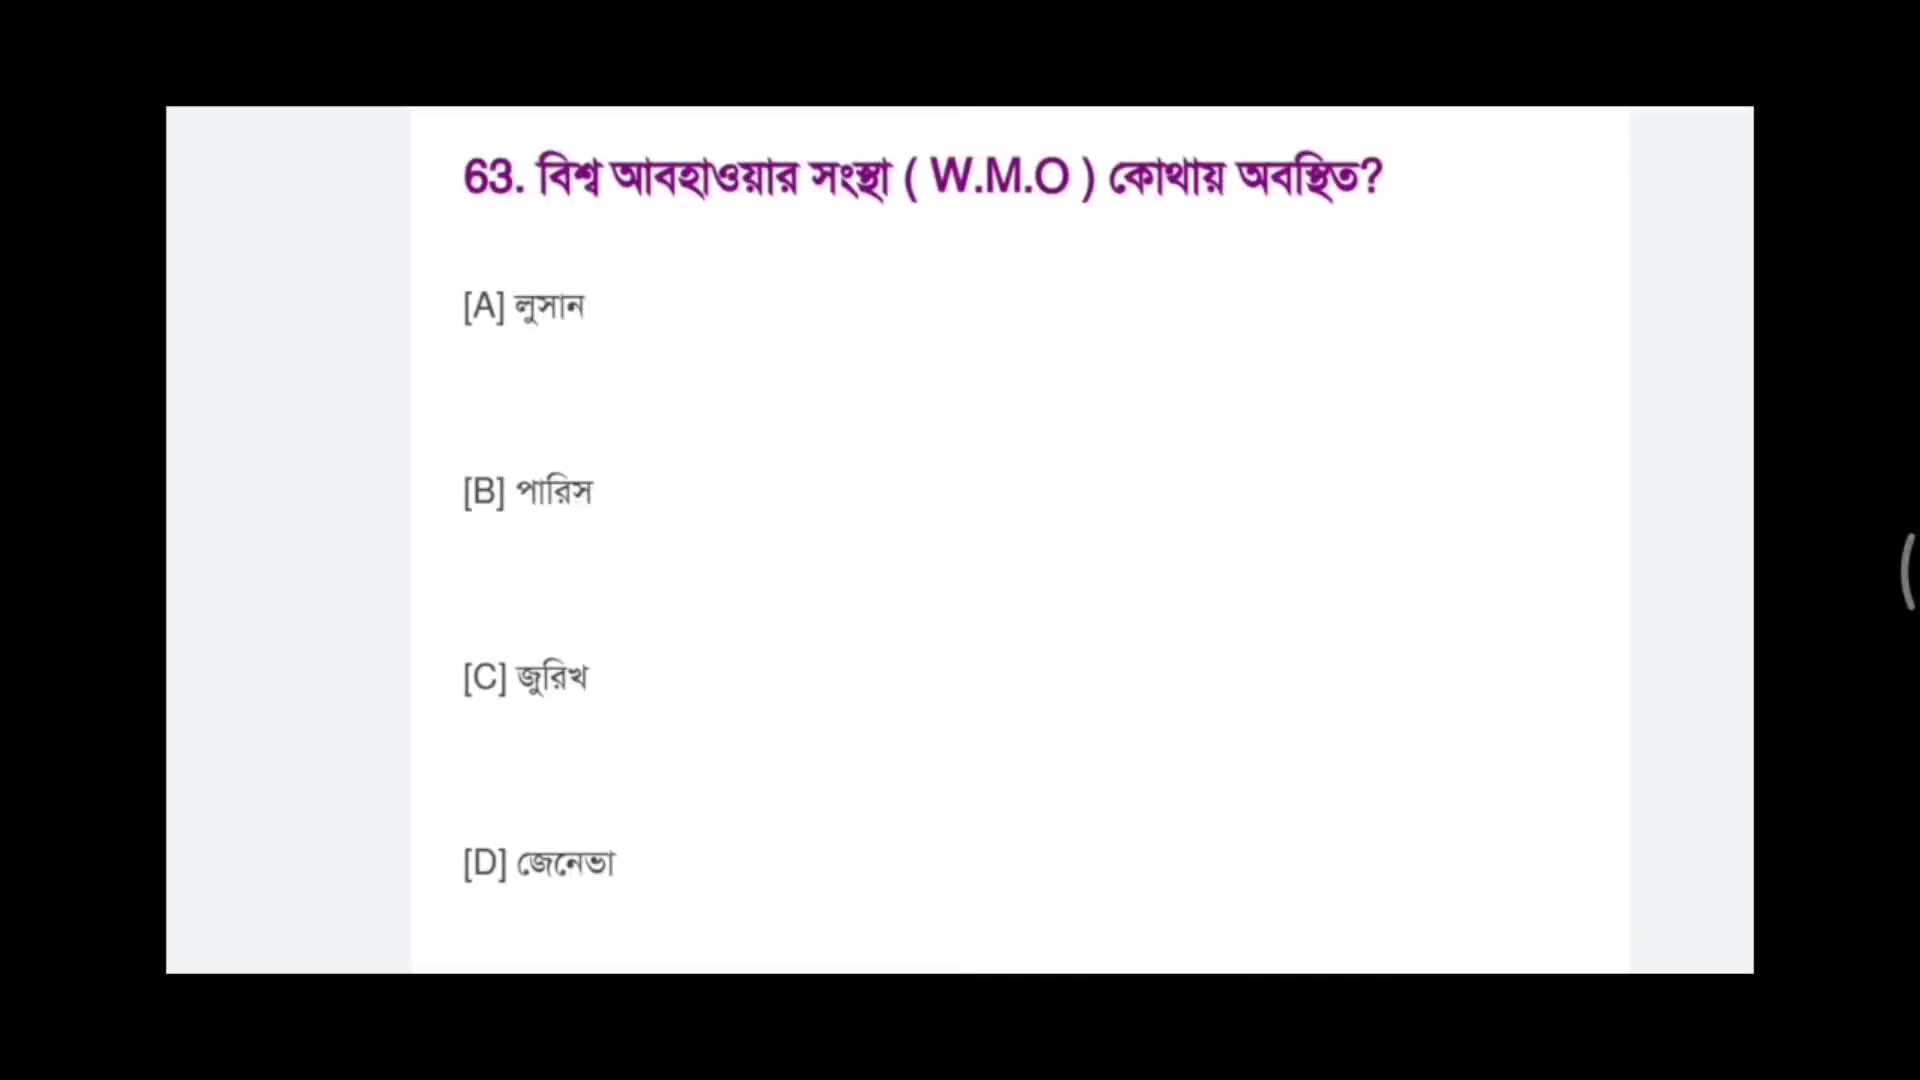 63. বিশ্ব আবহাওয়ার সংস্থা ( W.M.O ) কোথায় অবস্থিত?
[A] লুসান
[B] পারিস
[C] জুরিখ
[D] জেনেভা